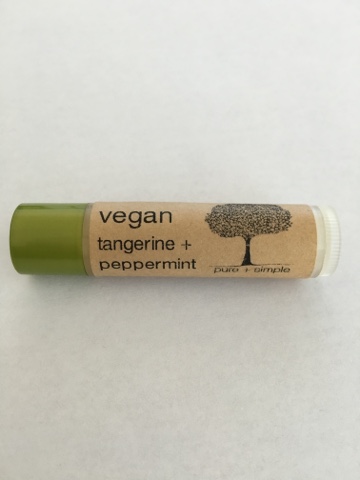 vegan
tangerine +
peppermint
pure + simple